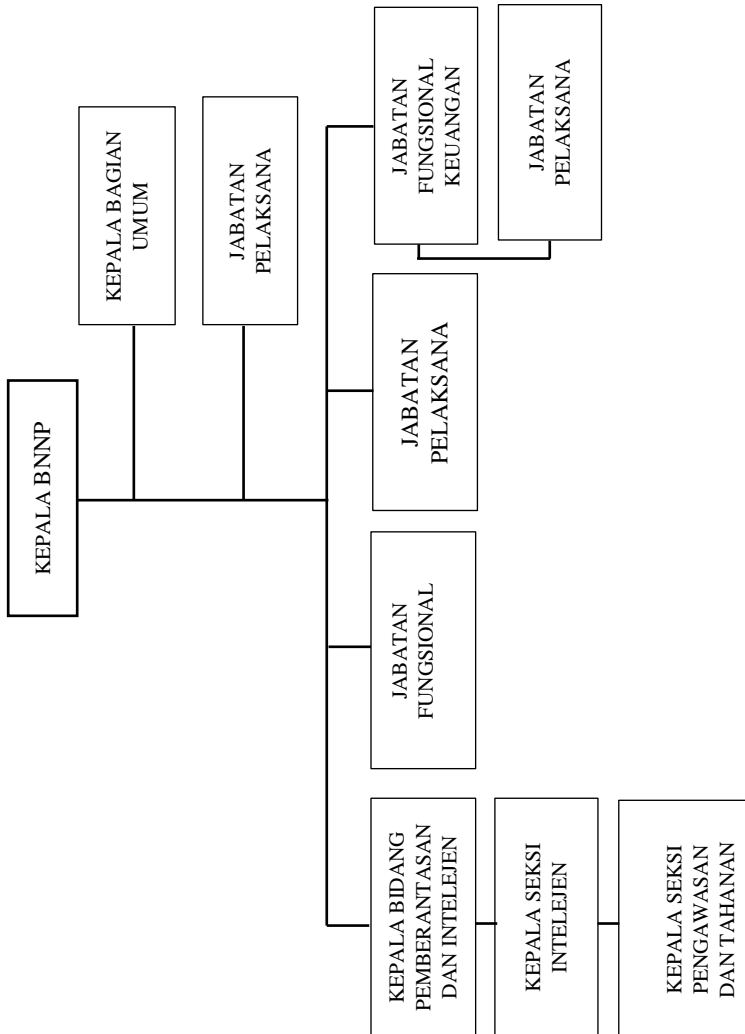 KEPALA BNNP
KEPALA BAGIAN
UMUM
JABATAN
PELAKSANA
KEPALA BIDANG
PEMBERANTASAN
DAN INTELEJEN
KEPALA SEKSI
INTELEJEN
KEPALA SEKSI
PENGAWASAN
DAN TAHANAN
JABATAN
FUNGSIONAL
JABATAN
PELAKSANA
JABATAN
FUNGSIONAL
KEUANGAN
JABATAN
PELAKSANA